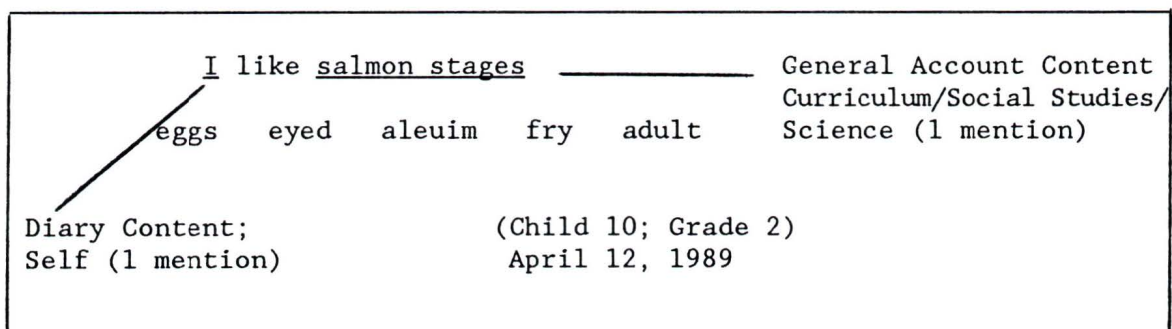 I like salmon stages
General Account Content
Curriculum/Social Studies/
Science (1 mention)
eggs eyed aleuim fry adult
Diary Content;
Self (1 mention)
(Child 10; Grade 2)
April 12, 1989